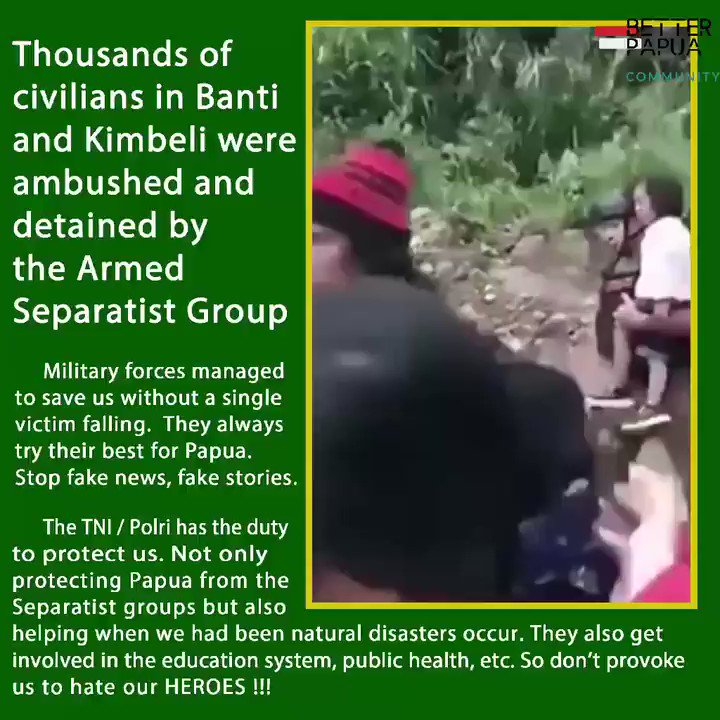 BETTER
PAPUA
COMMUNITY
Thousands of
civilians in Banti
and Kimbeli were
ambushed and
detained by
the Armed
Separatist Group
Military forces managed
to save us without a single
victim falling. They always
try their best for Papua.
Stop fake news, fake stories.
The TNI / Polri has the duty
to protect us. Not only
protecting Papua from the
Separatist groups but also
helping when we had been natural disasters occur. They also get
involved in the education system, public health, etc. So don't provoke
us to hate our HEROES !!!